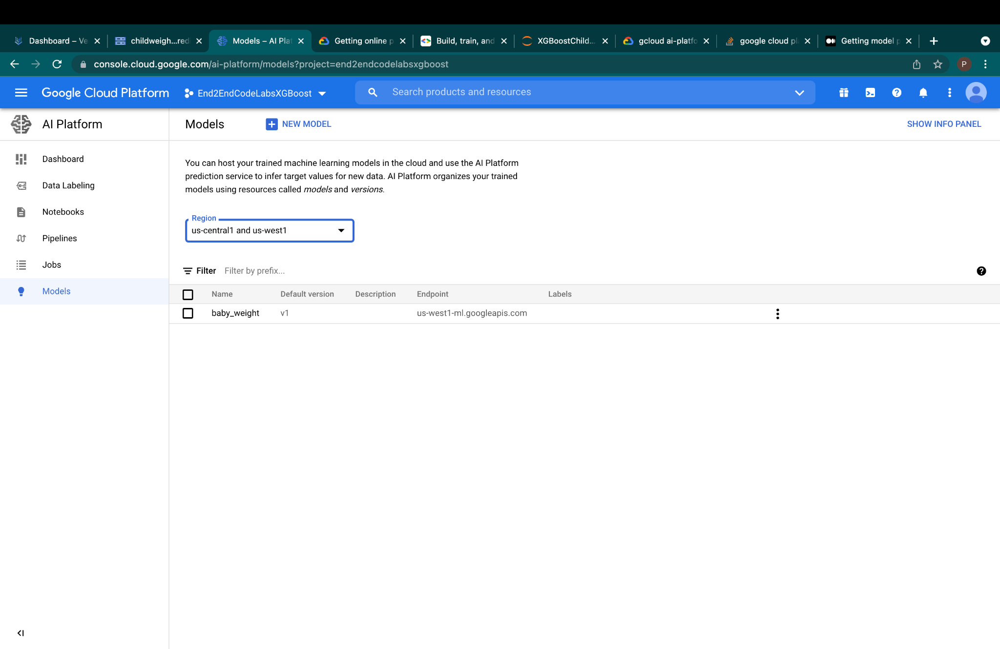 Dashboard – Ve
childweigh...red
Models – AI Plat
Getting online p
Build, train, and
XGBoostChild...
gcloud ai-platfo
google cloud pl
Getting model p
console.cloud.google.com/ai-platform/models?project=end2endcodelabsxgboost
P
Google Cloud Platform
End2EndCodeLabsXGBoost
Search products and resources
AI Platform
Models
NEW MODEL
SHOW INFO PANEL
Dashboard
Data Labeling
Notebooks
Pipelines
Jobs
Models
You can host your trained machine learning models in the cloud and use the AI Platform
prediction service to infer target values for new data. AI Platform organizes your trained
models using resources called models and versions.
Region
us-central1 and us-west1
Filter Filter by prefix...
Name Default version Description Endpoint Labels
baby_weight v1 us-west1-ml.googleapis.com